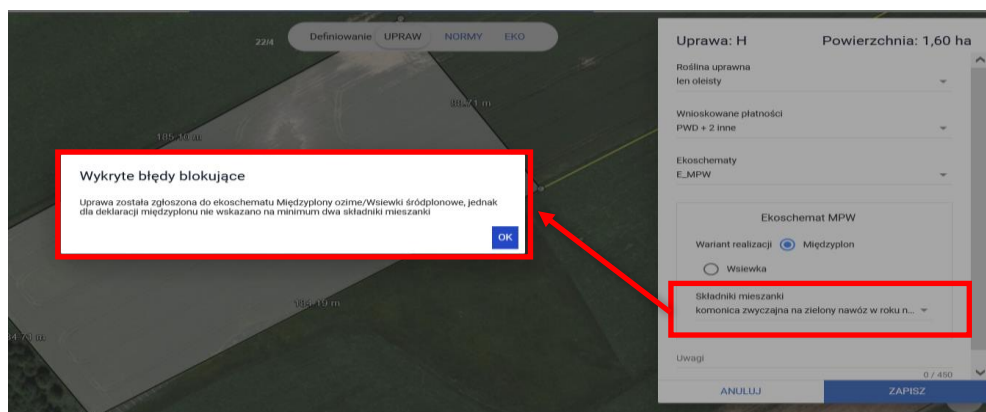 22/4
Definiowanie UPRAW NORMY EKO
Uprawa: H Powierzchnia: 1,60 ha
Roślina uprawna
len oleisty
185,16 m
Wnioskowane płatności
PWD + 2 inne
Wykryte błędy blokujące
Uprawa została zgłoszona do ekoschematu Międzyplony ozime/Wsiewki śródplonowe, jednak
dla deklaracji międzyplonu nie wskazano na minimum dwa składniki mieszanki
OK
Ekoschematy
E_MPW
Ekoschemat MPW
Wariant realizacji Międzyplon
Wsiewka
Składniki mieszanki
komonica zwyczajna na zielony nawóz w roku n...
Uwagi
0 / 450
ANULUJ ZAPISZ